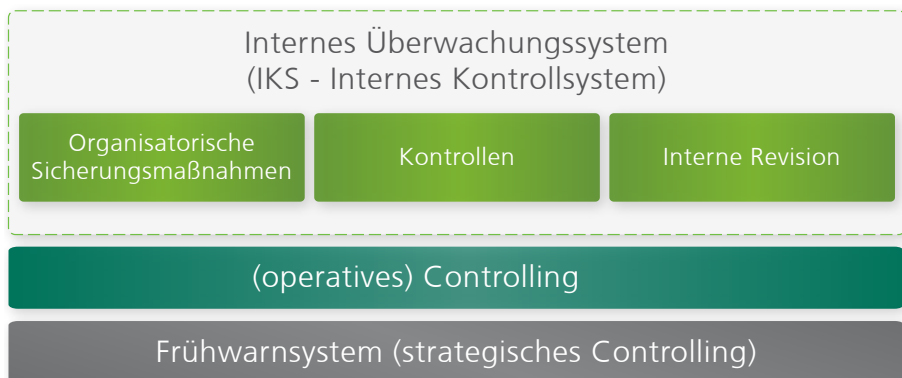 Internes Überwachungssystem
(IKS - Internes Kontrollsystem)
Organisatorische
Sicherungsmaßnahmen
Kontrollen
Interne Revision
(operatives) Controlling
Frühwarnsystem (strategisches Controlling)